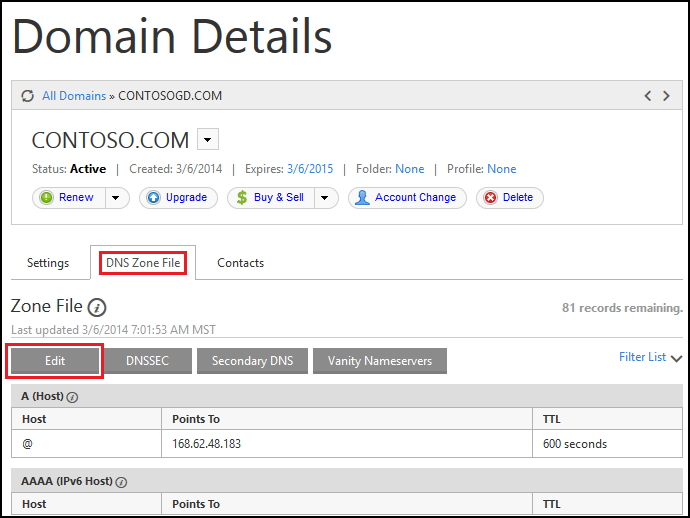 Domain Details
All Domains » CONTOSOGD.COM
CONTOSO.COM
Status: Active | Created: 3/6/2014 | Expires: 3/6/2015 | Folder: None | Profile: None
Renew Upgrade Buy & Sell Account Change Delete
Settings DNS Zone File Contacts
Zone File
81 records remaining.
Last updated 3/6/2014 7:01:53 AM MST
Edit DNSSEC Secondary DNS Vanity Nameservers Filter List
A (Host)
Host Points To TTL
@ 168.62.48.183 600 seconds
AAAA (IPv6 Host)
Host Points To TTL